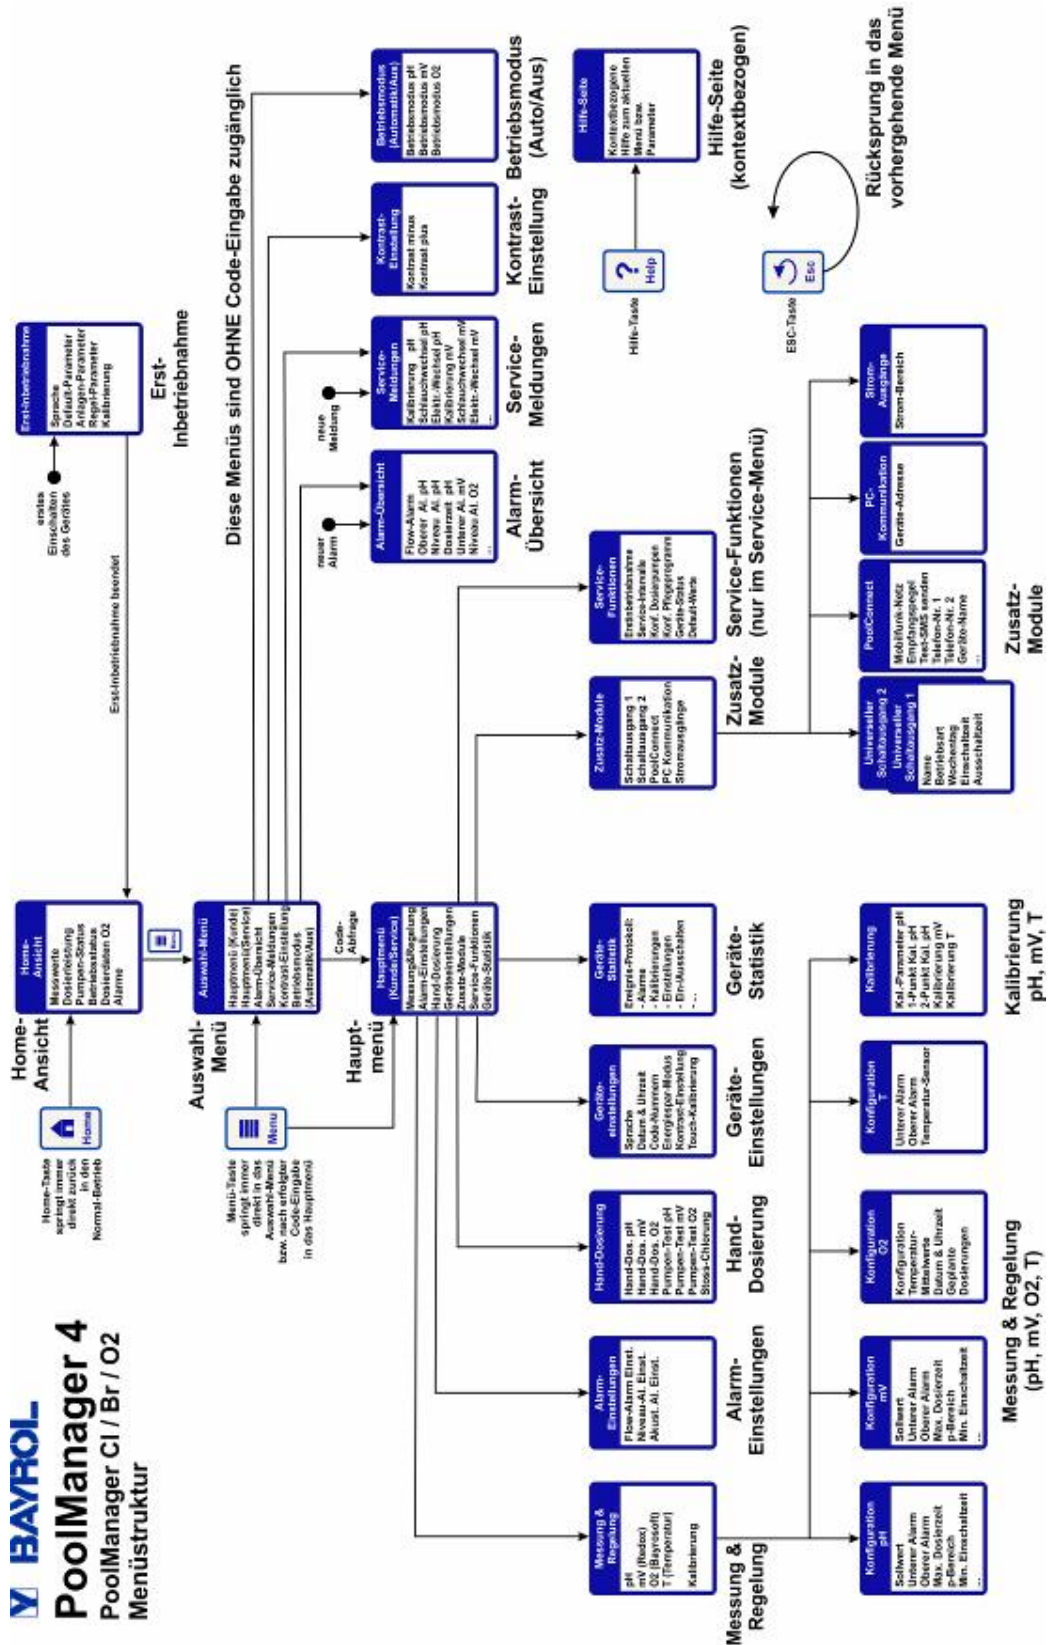 BAYROL
PoolManager 4
PoolManager Cl / Br / O2
Menüstruktur
Home-Taste
springt immer
direkt zurück
in den
Normal-Betrieb
Home
Home-
Ansicht
Home-
Ansicht
Messwerte
Dosierleistung
Pumpen-Status
Betriebsstatus
Dosierdaten O2
Alarme
Erst-Inbetriebnahme beendet
erstes
Einschalten
des Gerätes
Erst-Inbetriebnahme
Sprache
Default-Parameter
Anlagen-Parameter
Regel-Parameter
Kalibrierung
Erst-
Inbetriebnahme
Menu
Menü-Taste
springt immer
direkt in das
Auswahl-Menü
bzw. nach erfolgter
Code-Eingabe
in das Hauptmenü
Menu
Auswahl-
Menü
Auswahl-Menü
Hauptmenü (Kunde)
Hauptmenü(Service)
Alarm-Übersicht
Service-Meldungen
Kontrast-Einstellung
Betriebsmodus
(Automatik/Aus)
Diese Menüs sind OHNE Code-Eingabe zugänglich
Code-
Abfrage
Haupt-
menü
Hauptmenü
(Kunde/Service)
Messung&Regelung
Alarm-Einstellungen
Hand-Dosierung
Geräteeinstellungen
Zusatz-Module
Service-Funktionen
Geräte-Statistik
neuer
Alarm
Alarm-Übersicht
Flow-Alarm
Oberer Al. pH
Niveau Al. pH
Dosierzeit pH
Unterer Al. mV
Niveau Al. O2
...
Alarm-
Übersicht
neue
Meldung
Service-
Meldungen
Kalibrierung pH
Schlauchwechsel pH
Elektr.-Wechsel pH
Kalibrierung mV
Schlauchwechsel mV
Elektr.-Wechsel mV
...
Service-
Meldungen
Kontrast-
Einstellung
Kontrast minus
Kontrast plus
Kontrast-
Einstellung
Betriebsmodus
(Automatik/Aus)
Betriebsmodus pH
Betriebsmodus mV
Betriebsmodus O2
Betriebsmodus
(Auto/Aus)
Messung &
Regelung
pH
mV (Redox)
O2 (Bayrosoft)
T (Temperatur)
Kalibrierung
Messung &
Regelung
Alarm-
Einstellungen
Flow-Alarm Einst.
Niveau-Al. Einst.
Akust. Al. Einst.
Alarm-
Einstellungen
Hand-Dosierung
Hand-Dos. pH
Hand-Dos. mV
Hand-Dos. O2
Pumpen-Test pH
Pumpen-Test mV
Pumpen-Test O2
Stoss-Chlorung
Hand-
Dosierung
Geräte-
einstellungen
Sprache
Datum & Uhrzeit
Code-Nummern
Energiespar-Modus
Kontrast-Einstellung
Touch-Kalibrierung
Geräte-
Einstellungen
Geräte-
Statistik
Ereignis-Protokoll:
- Alarme
- Kalibrierungen
- Einstellungen
- Ein-/Ausschalten
- ...
Geräte-
Statistik
Zusatz-Module
Schaltausgang 1
Schaltausgang 2
PoolConnect
PC Kommunikation
Stromausgänge
Zusatz-
Module
Service-
Funktionen
Erstinbetriebnahme
Service-Intervalle
Konf. Dosierpumpen
Konf. Pflegeprogramm
Geräte-Status
Default-Werte
Service-Funktionen
(nur im Service-Menü)
Hilfe-Taste
?
Help
Hilfe-Seite
Kontextbezogene
Hilfe zum aktuellen
Menü bzw.
Parameter
Hilfe-Seite
(kontextbezogen)
ESC-Taste
Esc
Rücksprung in das
vorhergehende Menü
Konfiguration
pH
Sollwert
Unterer Alarm
Oberer Alarm
Max. Dosierzeit
p-Bereich
Min. Einschaltzeit
...
Konfiguration
mV
Sollwert
Unterer Alarm
Oberer Alarm
Max. Dosierzeit
p-Bereich
Min. Einschaltzeit
...
Konfiguration
O2
Konfiguration
Temperatur-
Mittelwerte
Datum & Uhrzeit
Geplante
Dosierungen
Konfiguration
T
Unterer Alarm
Oberer Alarm
Temperatur-Sensor
Messung & Regelung
(pH, mV, O2, T)
Kalibrierung
Kal.-Parameter pH
1-Punkt Kal. pH
2-Punkt Kal. pH
Kalibrierung mV
Kalibrierung T
Kalibrierung
pH, mV, T
Universeller
Schaltausgang 2
Universeller
Schaltausgang 1
Name
Betriebsart
Wochentag
Einschaltzeit
Ausschaltzeit
PoolConnect
Mobilfunk-Netz
Empfangspegel
Test-SMS senden
Telefon-Nr. 1
Telefon-Nr. 2
Geräte-Name
...
PC-
Kommunikation
Geräte-Adresse
Strom-
Ausgänge
Strom-Bereich
Zusatz-
Module